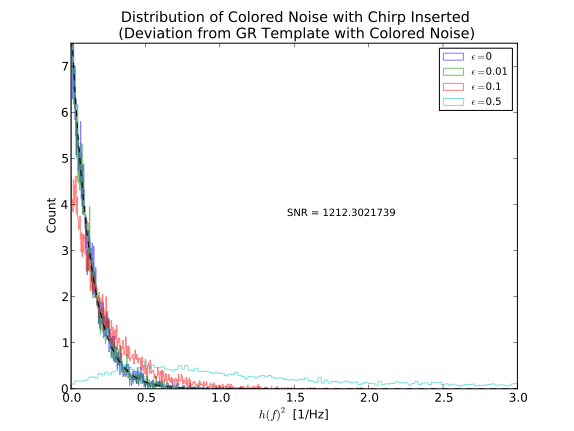 Distribution of Colored Noise with Chirp Inserted
(Deviation from GR Template with Colored Noise)
7
6
5
4
3
2
1
0
Count
ϵ=0
ϵ=0.01
ϵ=0.1
ϵ=0.5
SNR = 1212.3021739
0.0 0.5 1.0 1.5 2.0 2.5 3.0
h(f)² [1/Hz]